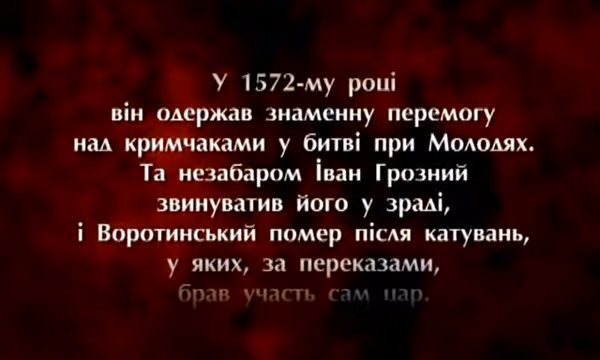 У 1572-му році
він одержав знаменну перемогу
над кримчаками у битві при Молодях.
Та незабаром Іван Грозний
звинуватив його у зраді,
і Воротинський помер після катувань,
у яких, за переказами,
брав участь сам цар.